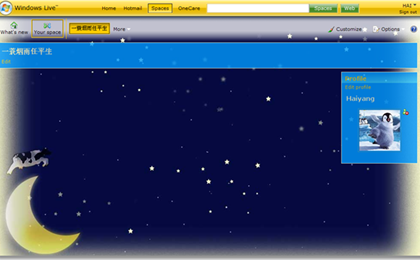 Windows Live™
Home Hotmail Spaces OneCare Spaces Web HAI
Sign out
What's new Your space 一蓑烟雨任平生 More Customize Options
一蓑烟雨任平生
Edit
Profile
Edit profile
Haiyang